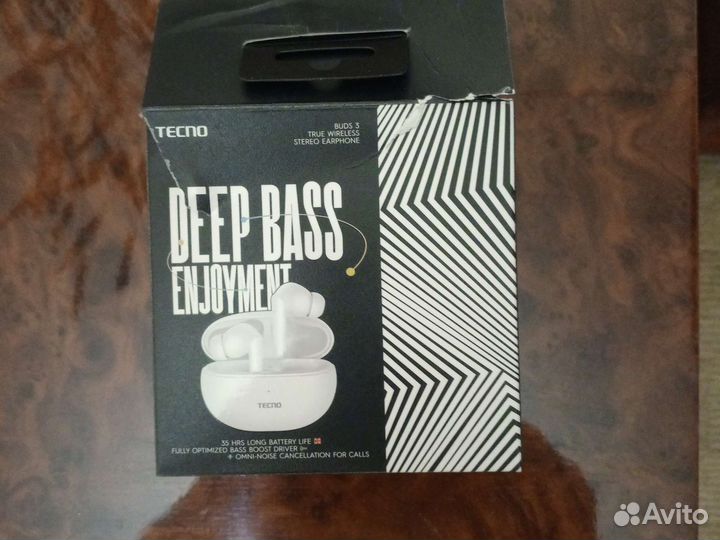 TECNO
BUDS 3
TRUE WIRELESS
STEREO EARPHONE
DEEP BASS
ENJOYMENT
TECNO
35 HRS LONG BATTERY LIFE
FULLY OPTIMIZED BASS BOOST DRIVER
+ OMNI-NOISE CANCELLATION FOR CALLS
Avito